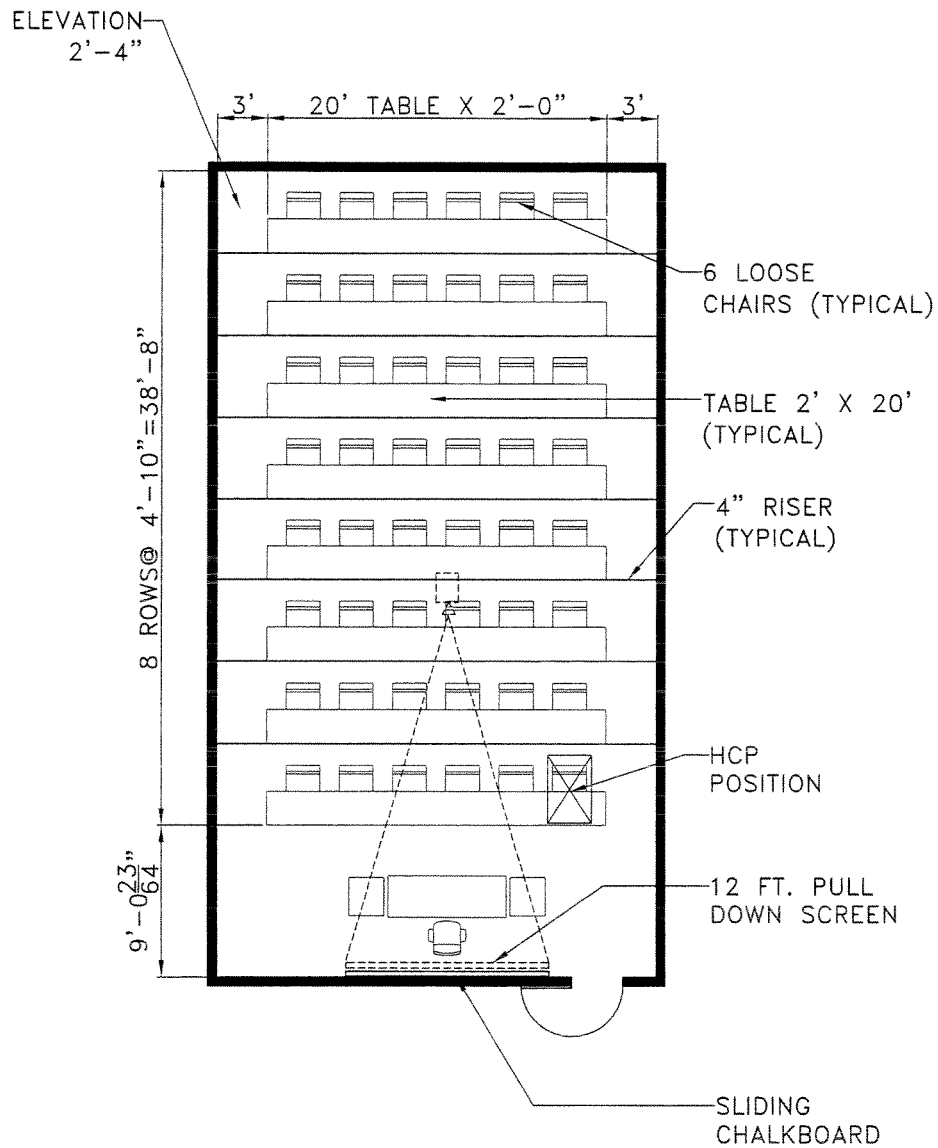 ELEVATION
2'-4"
3'
20' TABLE X 2'-0"
3'
6 LOOSE
CHAIRS (TYPICAL)
8 ROWS@ 4'-10"=38'-8"
TABLE 2' X 20'
(TYPICAL)
4" RISER
(TYPICAL)
HCP
POSITION
9'-0 23/64"
12 FT. PULL
DOWN SCREEN
SLIDING
CHALKBOARD